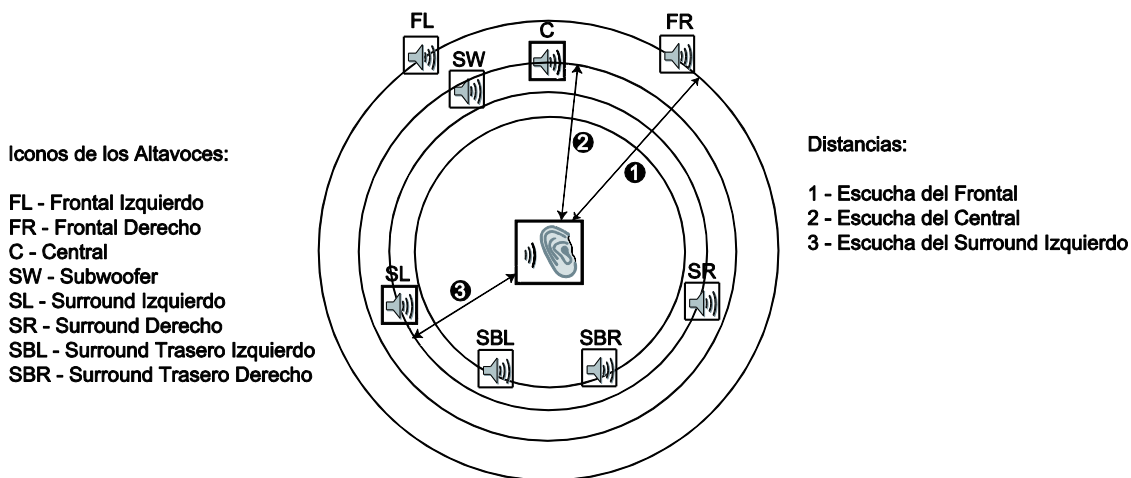 Iconos de los Altavoces:
FL - Frontal Izquierdo
FR - Frontal Derecho
C - Central
SW - Subwoofer
SL - Surround Izquierdo
SR - Surround Derecho
SBL - Surround Trasero Izquierdo
SBR - Surround Trasero Derecho
FL
FR
C
SW
2
1
SL
3
SR
SBL
SBR
Distancias:
1 - Escucha del Frontal
2 - Escucha del Central
3 - Escucha del Surround Izquierdo